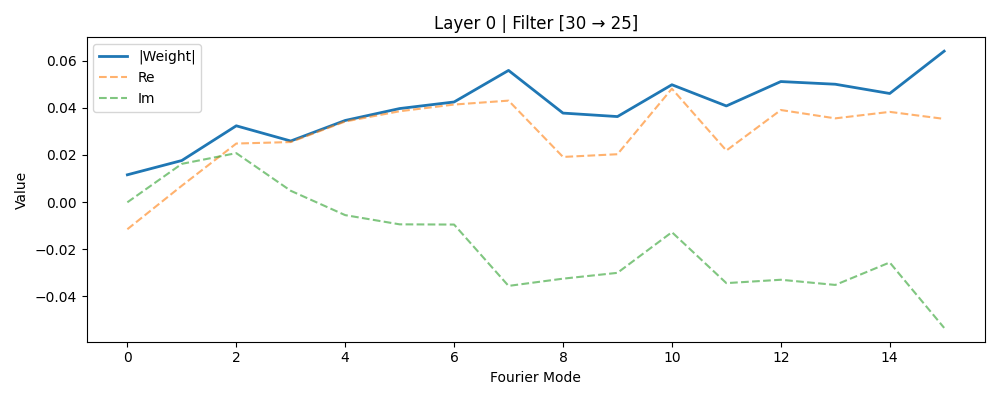 Layer 0 | Filter [30 → 25]
|Weight|
Re
Im
0.06
0.04
0.02
0.00
−0.02
−0.04
Value
0 2 4 6 8 10 12 14
Fourier Mode